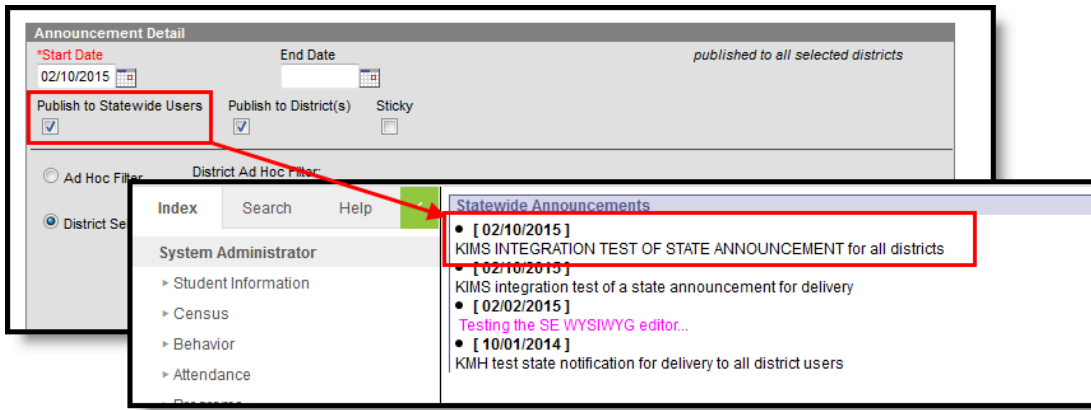 Announcement Detail
*Start Date End Date published to all selected districts
02/10/2015
Publish to Statewide Users Publish to District(s) Sticky
Ad Hoc Filter District Ad Hoc Filter:
District Se
Index Search Help
System Administrator
Student Information
Census
Behavior
Attendance
Programs
Statewide Announcements
[ 02/10/2015 ]
KIMS INTEGRATION TEST OF STATE ANNOUNCEMENT for all districts
[ 02/10/2015 ]
KIMS integration test of a state announcement for delivery
[ 02/02/2015 ]
Testing the SE WYSIWYG editor...
[ 10/01/2014 ]
KMH test state notification for delivery to all district users